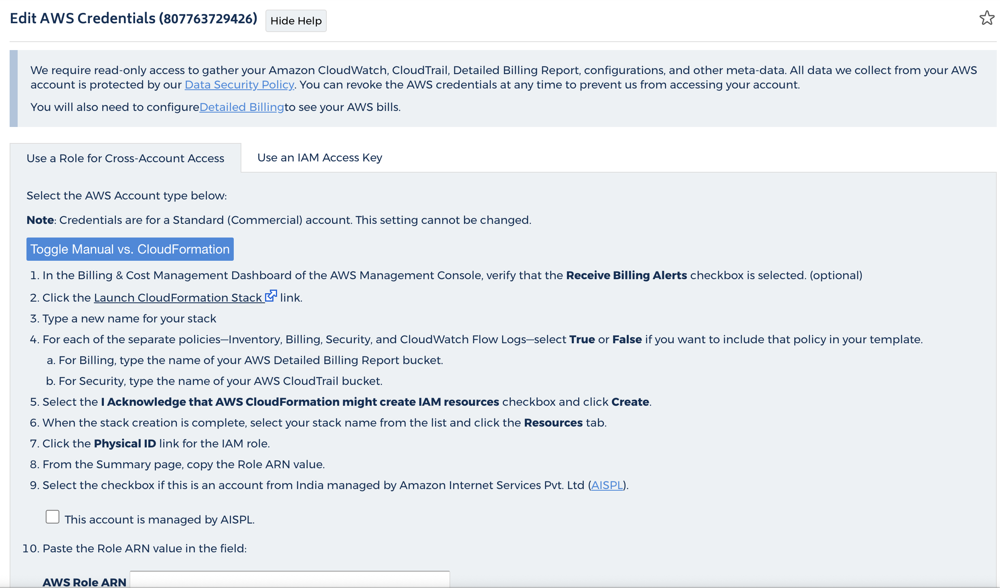 Edit AWS Credentials (807763729426)
Hide Help
We require read-only access to gather your Amazon CloudWatch, CloudTrail, Detailed Billing Report, configurations, and other meta-data. All data we collect from your AWS
account is protected by our Data Security Policy. You can revoke the AWS credentials at any time to prevent us from accessing your account.
You will also need to configureDetailed Billingto see your AWS bills.
Use a Role for Cross-Account Access
Use an IAM Access Key
Select the AWS Account type below:
Note: Credentials are for a Standard (Commercial) account. This setting cannot be changed.
Toggle Manual vs. CloudFormation
1. In the Billing & Cost Management Dashboard of the AWS Management Console, verify that the Receive Billing Alerts checkbox is selected. (optional)
2. Click the Launch CloudFormation Stack link.
3. Type a new name for your stack
4. For each of the separate policies—Inventory, Billing, Security, and CloudWatch Flow Logs—select True or False if you want to include that policy in your template.
a. For Billing, type the name of your AWS Detailed Billing Report bucket.
b. For Security, type the name of your AWS CloudTrail bucket.
5. Select the I Acknowledge that AWS CloudFormation might create IAM resources checkbox and click Create.
6. When the stack creation is complete, select your stack name from the list and click the Resources tab.
7. Click the Physical ID link for the IAM role.
8. From the Summary page, copy the Role ARN value.
9. Select the checkbox if this is an account from India managed by Amazon Internet Services Pvt. Ltd (AISPL).
This account is managed by AISPL.
10. Paste the Role ARN value in the field:
AWS Role ARN